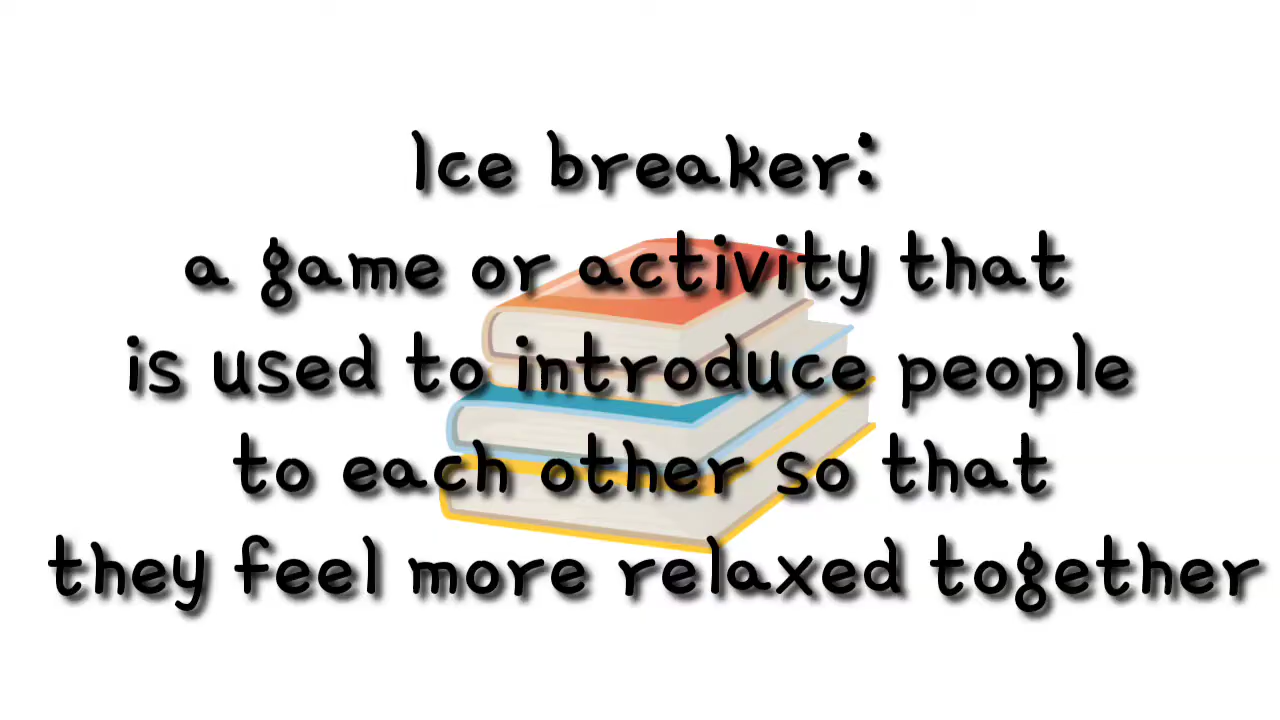 Ice breaker:
a game or activity that
is used to introduce people
to each other so that
they feel more relaxed together